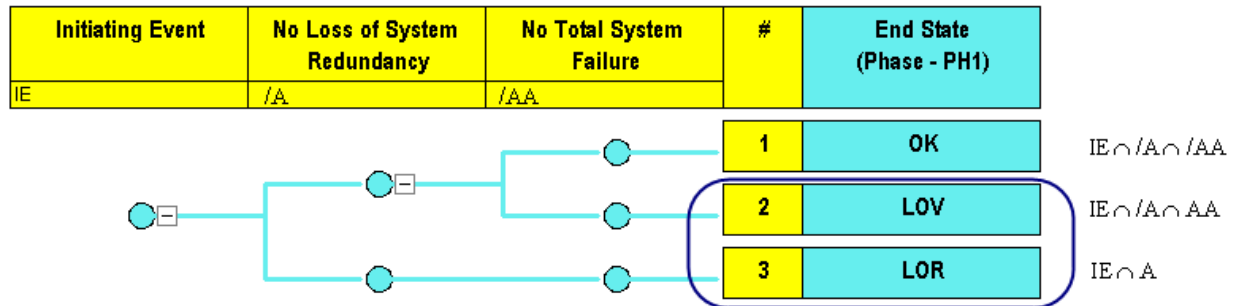 Initiating Event No Loss of System No Total System # End State
Redundancy Failure (Phase - PH1)
IE /A /AA
1 OK IE∩/A∩/AA
2 LOV IE∩/A∩AA
3 LOR IE∩A